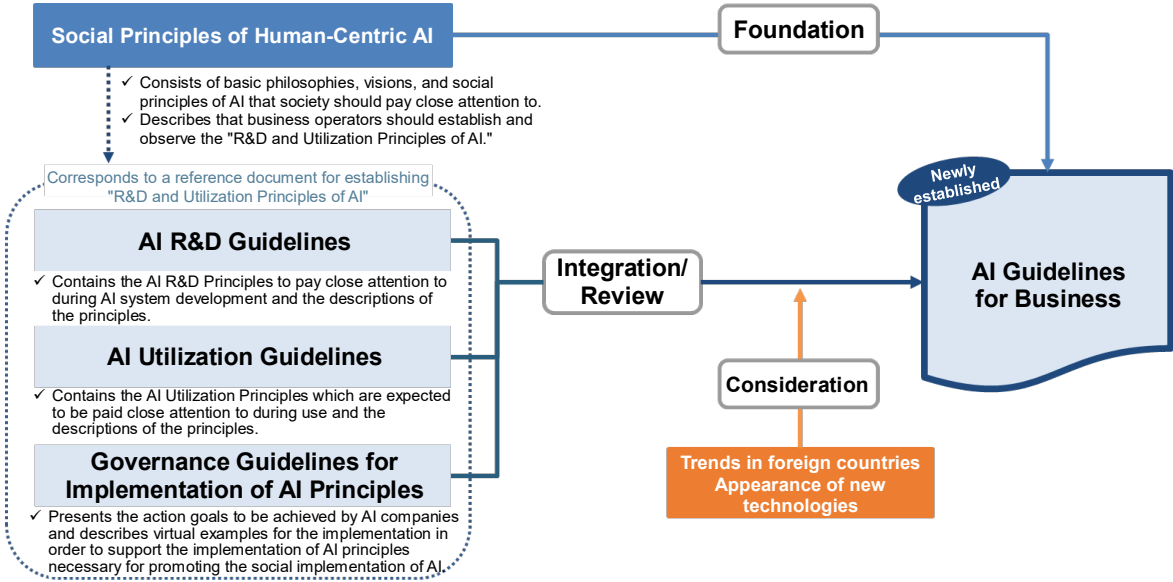 Social Principles of Human-Centric AI
Foundation
✓ Consists of basic philosophies, visions, and social
principles of AI that society should pay close attention to.
✓ Describes that business operators should establish and
observe the "R&D and Utilization Principles of AI."
Corresponds to a reference document for establishing
"R&D and Utilization Principles of AI"
AI R&D Guidelines
✓ Contains the AI R&D Principles to pay close attention to
during AI system development and the descriptions of
the principles.
AI Utilization Guidelines
✓ Contains the AI Utilization Principles which are expected
to be paid close attention to during use and the
descriptions of the principles.
Governance Guidelines for
Implementation of AI Principles
✓ Presents the action goals to be achieved by AI companies
and describes virtual examples for the implementation in
order to support the implementation of AI principles
necessary for promoting the social implementation of AI.
Integration/
Review
Consideration
Trends in foreign countries
Appearance of new
technologies
Newly
established
AI Guidelines
for Business